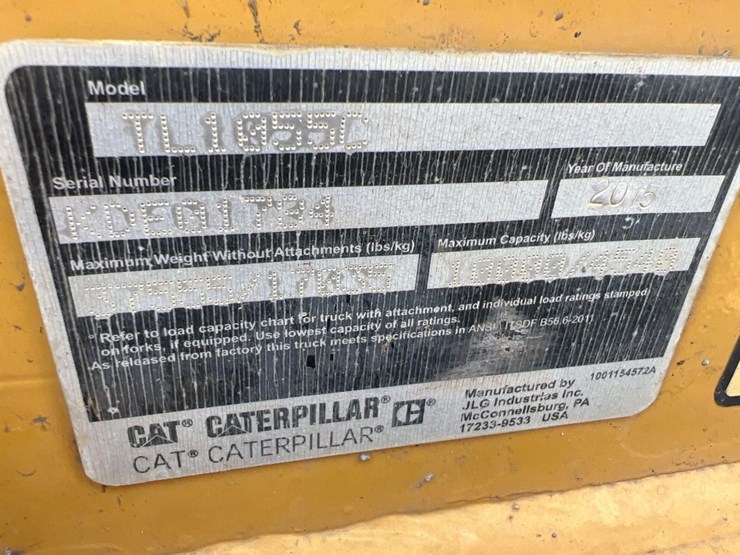 Model
TL1055C
Serial Number
Year Of Manufacture
KDE01784
2015
Maximum Weight Without Attachments (lbs/kg)
Maximum Capacity (lbs/kg)
° Refer to load capacity chart for truck with attachment, and individual load ratings stamped
on forks, if equipped. Use lowest capacity of all ratings.
As released from factory this truck meets specifications in ANSI/ITSDF B56.6-2011
1001154572A
CAT® CATERPILLAR®
CAT® CATERPILLAR®
Manufactured by
JLG Industries Inc.
McConnellsburg, PA
17233-9533 USA